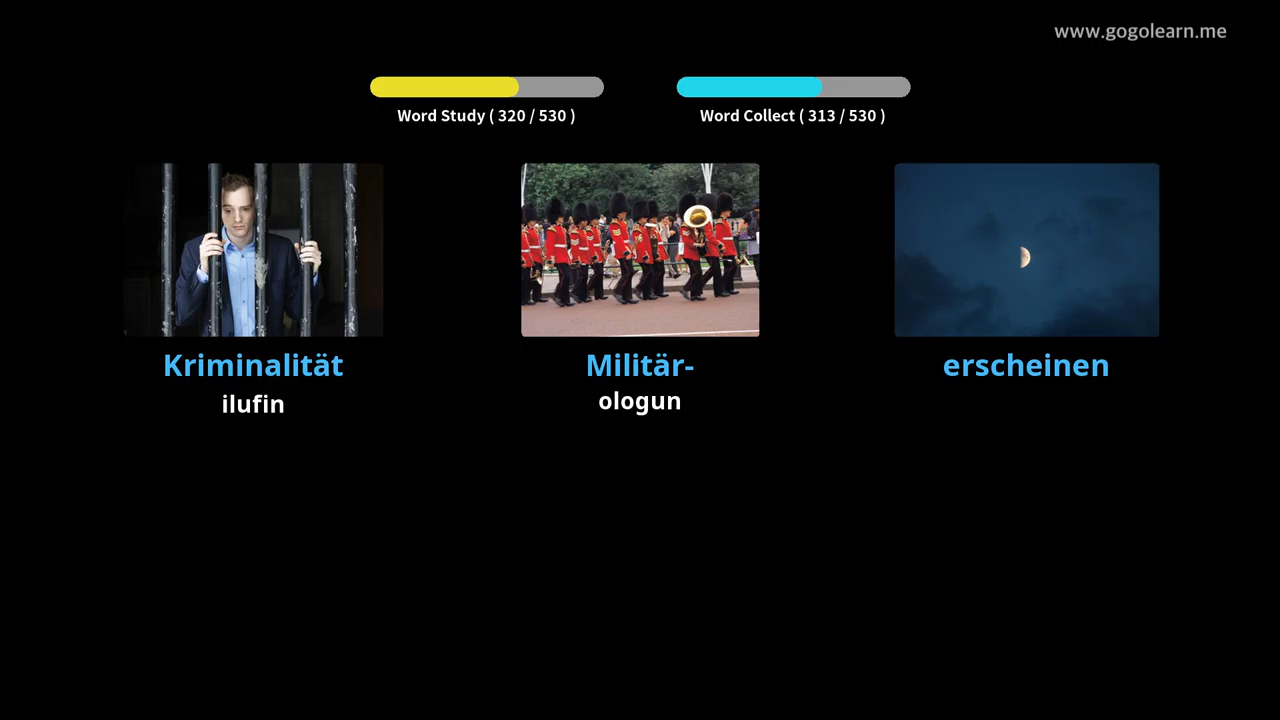 www.gogolearn.me
Word Study ( 320 / 530 )
Word Collect ( 313 / 530 )
Kriminalität
ilufin
Militär-
ologun
erscheinen